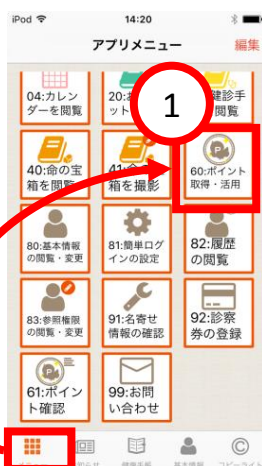 iPod 14:20
アプリメニュー 編集
04:カレン
ダーを閲覧
20:お
ット
健診手
閲覧
1
40:命の宝
箱を閲覧
41:
箱を撮影
60:ポイント
取得・活用
80:基本情報
の閲覧・変更
81:簡単ログ
インの設定
82:履歴
の閲覧
83:参照権限
の閲覧・変更
91:名寄せ
情報の確認
92:診察
券の登録
61:ポイン
ト確認
99:お問
い合わせ